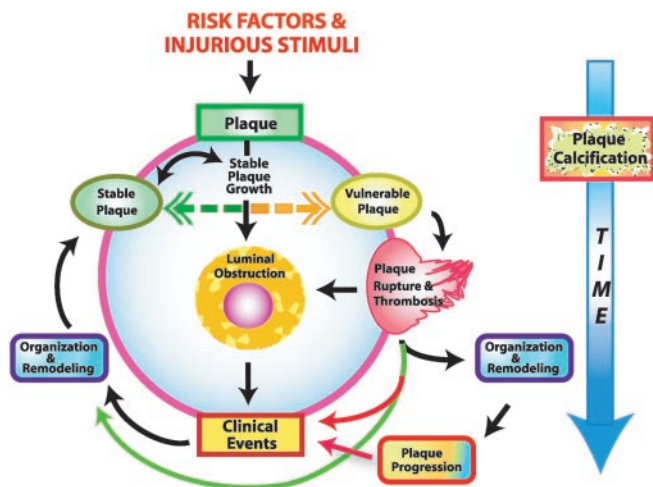 RISK FACTORS &
INJURIOUS STIMULI
Plaque
Stable
Plaque
Growth
Stable
Plaque
Vulnerable
Plaque
Luminal
Obstruction
Plaque
Rupture &
Thrombosis
Organization
&
Remodeling
Organization
&
Remodeling
Clinical
Events
Plaque
Progression
Plaque
Calcification
TIME